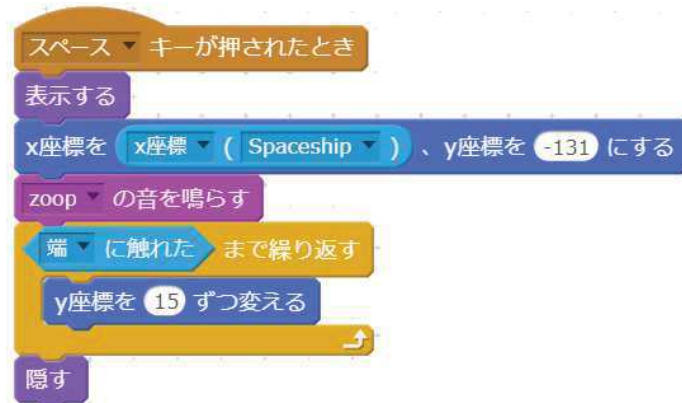 スペース キーが押されたとき
表示する
x座標を x座標 ( Spaceship ) 、y座標を -131 にする
zoop の音を鳴らす
端 に触れた まで繰り返す
y座標を 15 ずつ変える
隠す